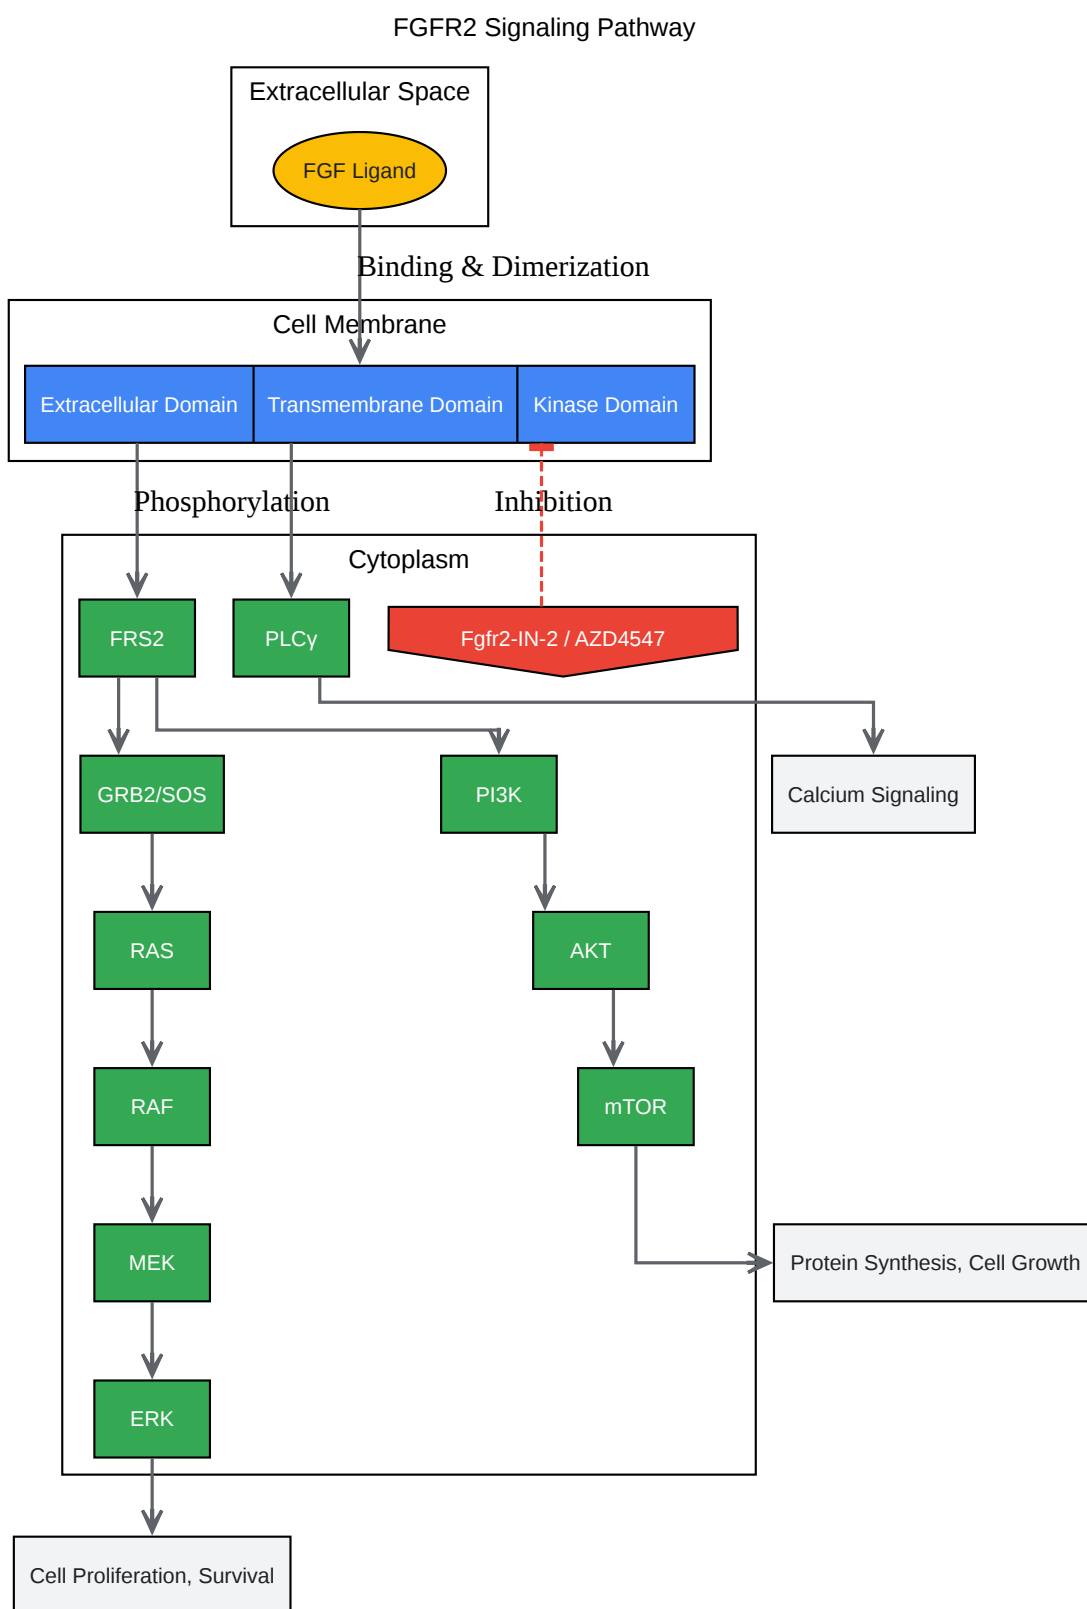 FGFR2 Signaling Pathway
Extracellular Space
FGF Ligand
Binding & Dimerization
Cell Membrane
Extracellular Domain
Transmembrane Domain
Kinase Domain
Phosphorylation
Inhibition
Cytoplasm
FRS2
PLCγ
Fgfr2-IN-2 / AZD4547
GRB2/SOS
PI3K
Calcium Signaling
RAS
AKT
RAF
mTOR
MEK
Protein Synthesis, Cell Growth
ERK
Cell Proliferation, Survival